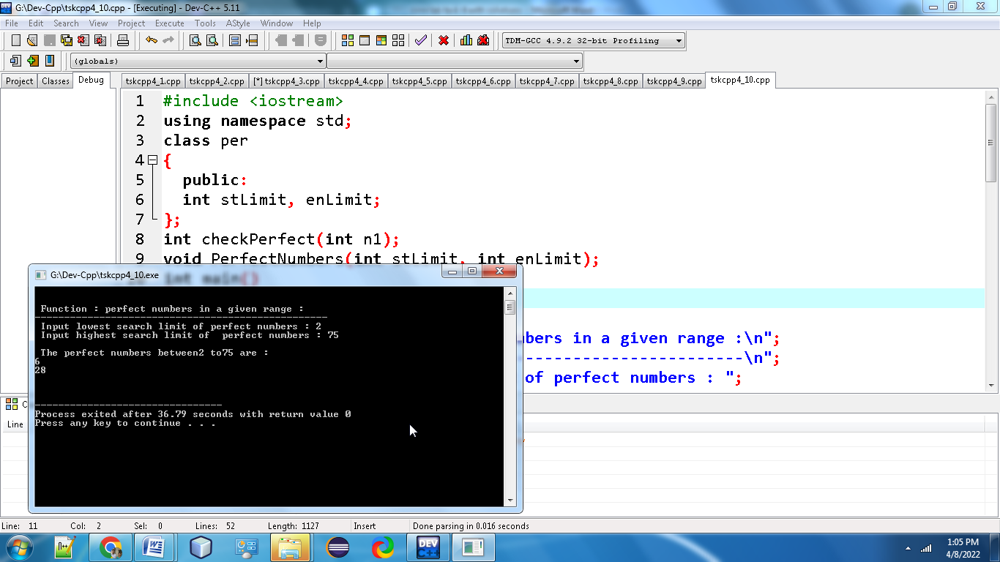 G:\Dev-Cpp\tskcpp4_10.cpp - [Executing] - Dev-C++ 5.11
File Edit Search View Project Execute Tools AStyle Window Help
TDM-GCC 4.9.2 32-bit Profiling
(globals)
Project Classes Debug
tskcpp4_1.cpp tskcpp4_2.cpp [*] tskcpp4_3.cpp tskcpp4_4.cpp tskcpp4_5.cpp tskcpp4_6.cpp tskcpp4_7.cpp tskcpp4_8.cpp tskcpp4_9.cpp tskcpp4_10.cpp
1 #include <iostream>
2 using namespace std;
3 class per
4 {
5 public:
6 int stLimit, enLimit;
7 };
8 int checkPerfect(int n1);
9 void PerfectNumbers(int stLimit, int enLimit);
int main()
mbers in a given range :\n";
-----------------------\n";
of perfect numbers : ";
G:\Dev-Cpp\tskcpp4_10.exe
Function : perfect numbers in a given range :
--------------------------------------------------
Input lowest search limit of perfect numbers : 2
Input highest search limit of  perfect numbers : 75
The perfect numbers between2 to75 are :
6
28
--------------------------------
Process exited after 36.79 seconds with return value 0
Press any key to continue . . .
C
Line
Line: 11 Col: 2 Sel: 0 Lines: 52 Length: 1127 Insert Done parsing in 0.016 seconds
n++
W
DEV C++
1:05 PM
4/8/2022